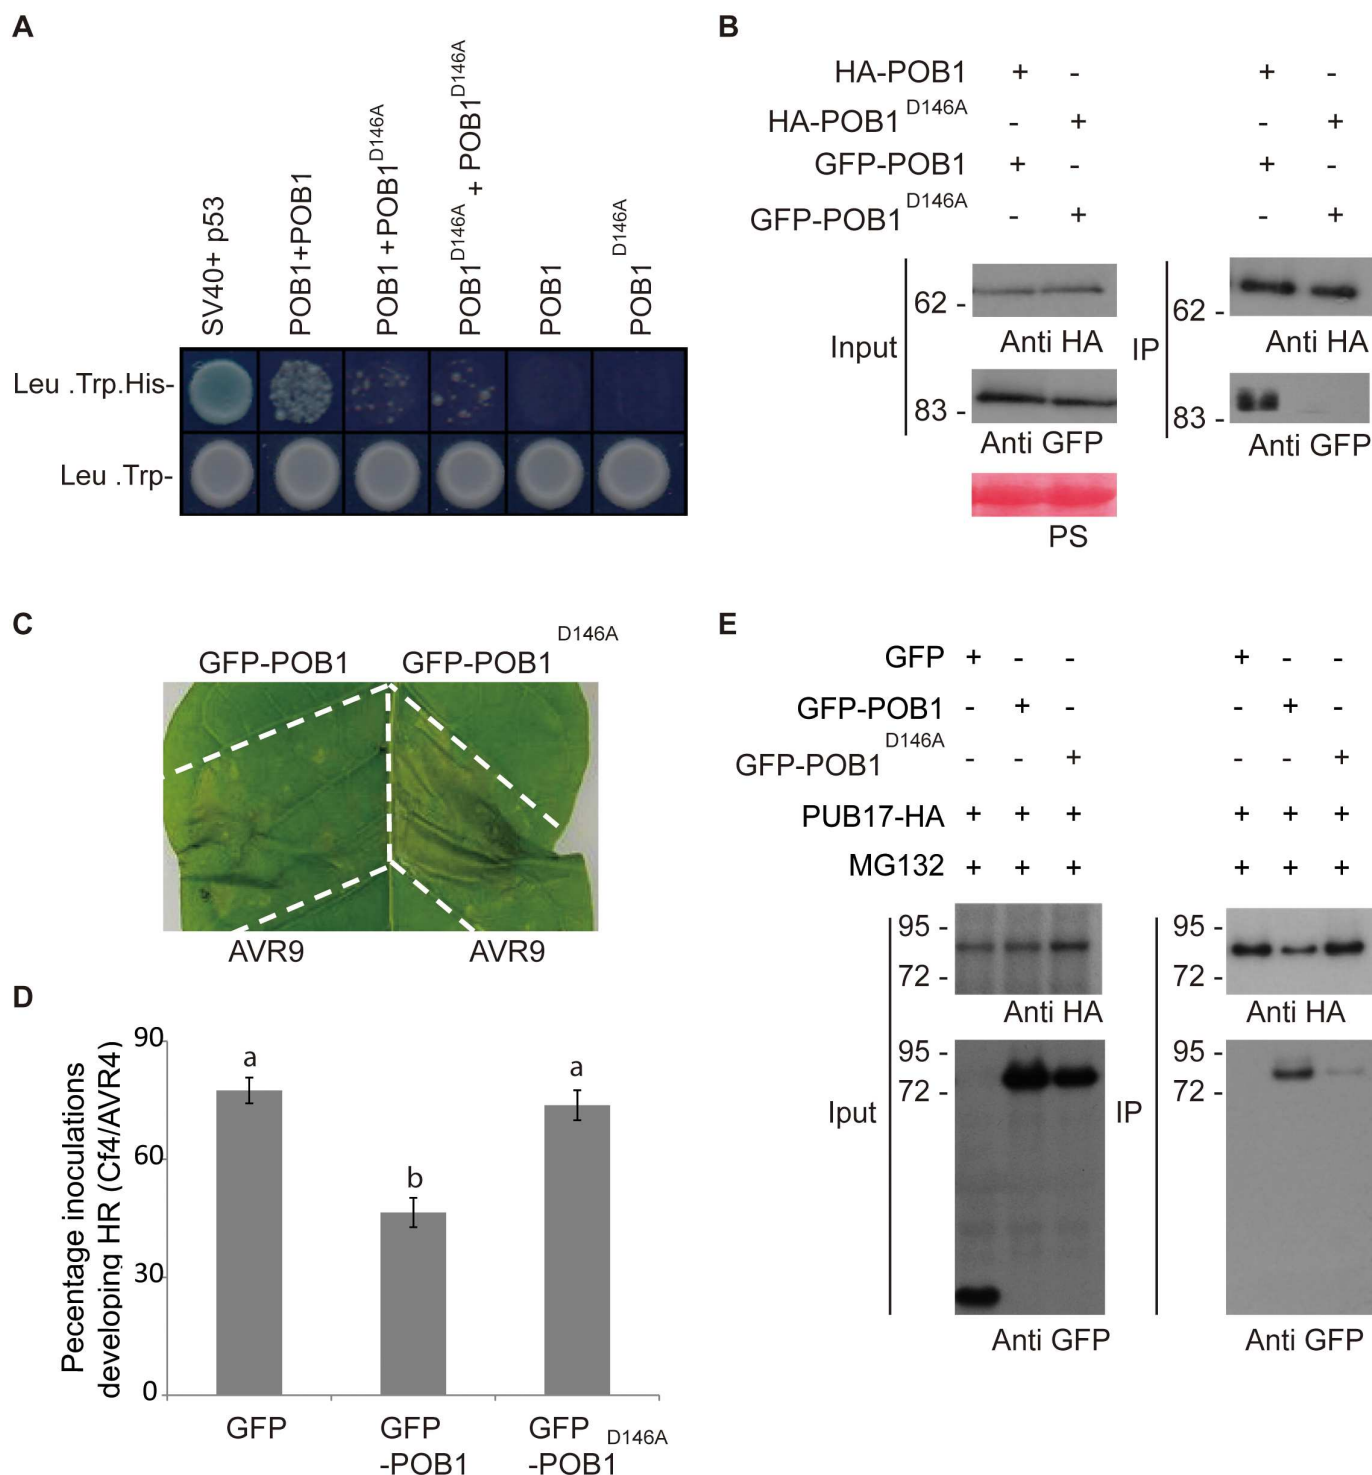 A
SV40+ p53
POB1+POB1
POB1 +POB1D146A
POB1D146A + POB1D146A
POB1
POB1D146A
Leu .Trp.His-
Leu .Trp-
B
HA-POB1 + - + -
HA-POB1D146A - + - +
GFP-POB1 + - + -
GFP-POB1D146A - + - +
Input
62 -
Anti HA
83 -
Anti GFP
PS
IP
62 -
Anti HA
83 -
Anti GFP
C
GFP-POB1 GFP-POB1D146A
AVR9 AVR9
D
Pecentage inoculations
developing HR (Cf4/AVR4)
90
60
30
0
a
b
a
GFP
GFP
-POB1
GFP
-POB1D146A
E
GFP + - - + - -
GFP-POB1 - + - - + -
GFP-POB1D146A - - + - - +
PUB17-HA + + + + + +
MG132 + + + + + +
Iput
95 -
72 -
Anti HA
95 -
72 -
Anti GFP
IP
95 -
72 -
Anti HA
95 -
72 -
Anti GFP